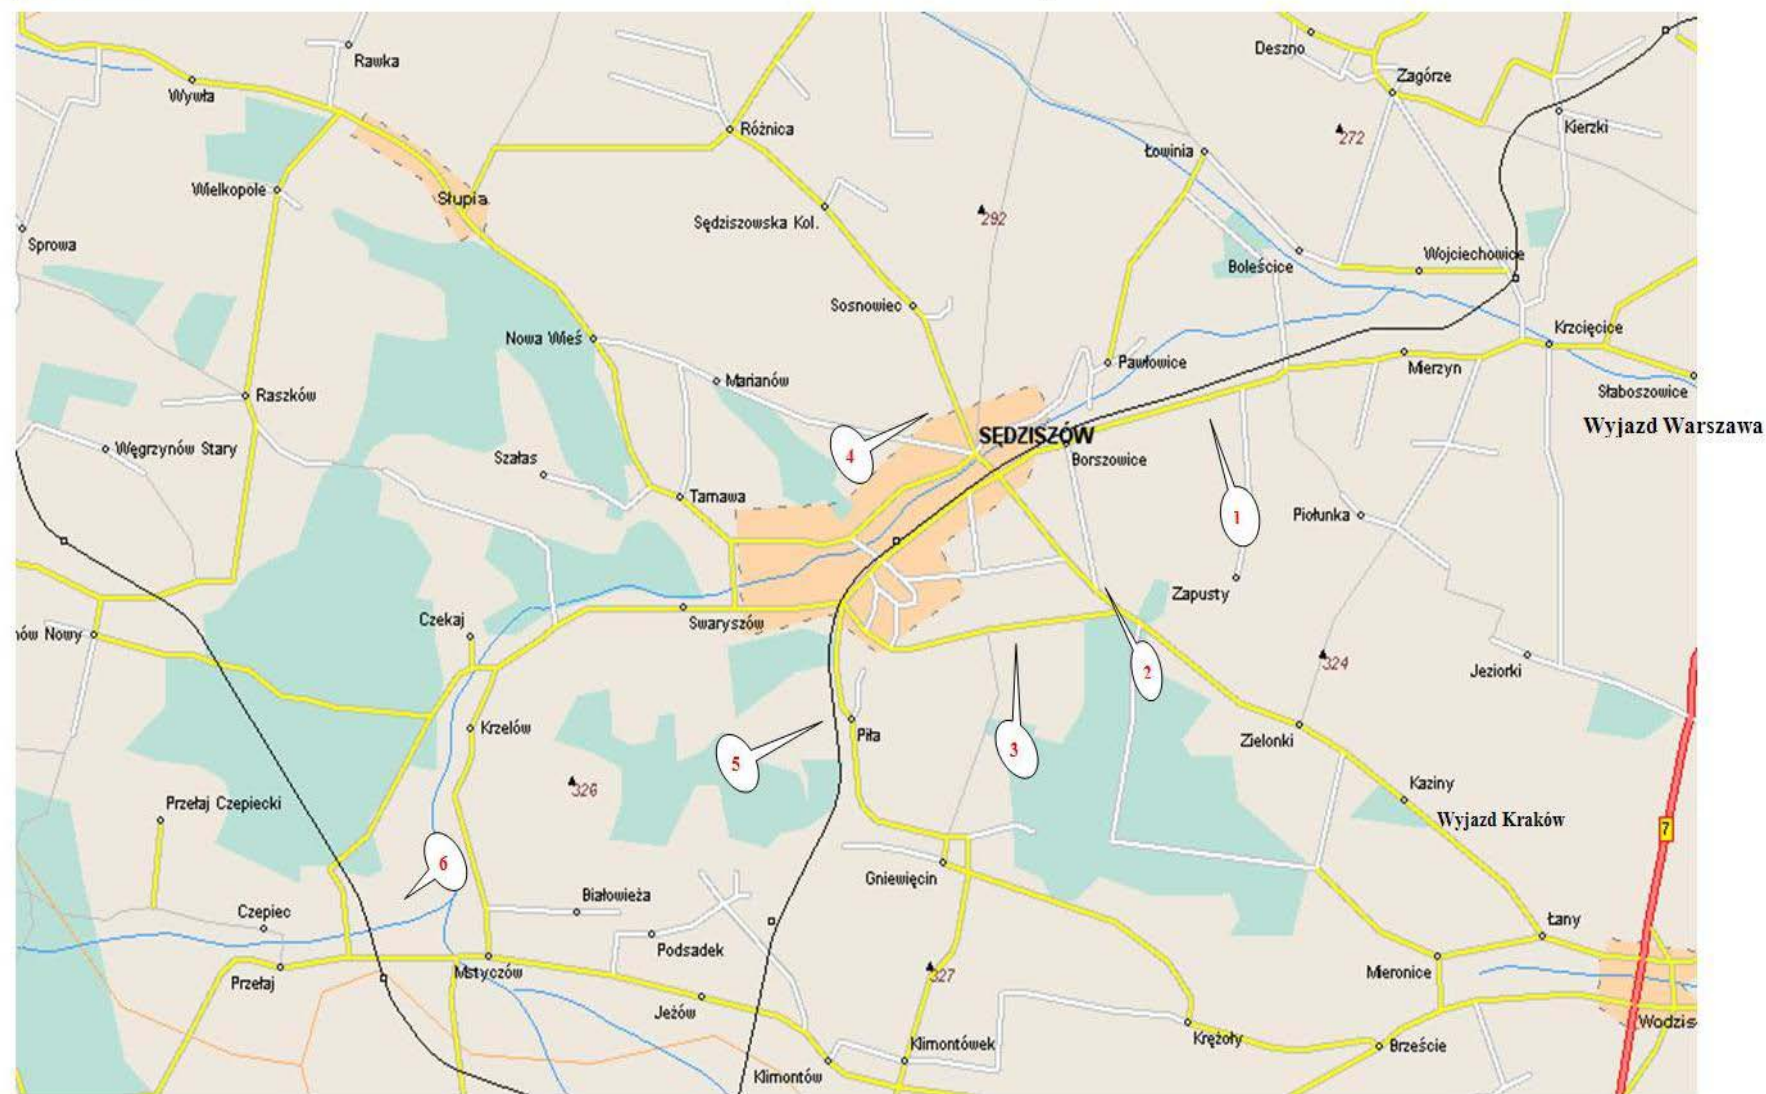 Deszno
Rawka
Zagórze
Wywła
Różnica
Kierzki
272
Łowinia
Wielkopole
Słupia
292
Sędziszowska Kol.
Sprowa
Wojciechowice
Boleścice
Sosnowiec
Krzcięcice
Nowa Wieś
Pawłowice
Mierzyn
Marianów
Słaboszowice
Raszków
Wyjazd Warszawa
SĘDZISZÓW
Węgrzynów Stary
4
Borszowice
Szałas
Tarnawa
1
Piołunka
Zapusty
Czekaj
Swaryszów
nów Nowy
324
Jeziorki
2
Krzelów
Piła
Zielonki
3
5
Kaziny
326
Przełaj Czepiecki
Wyjazd Kraków
7
6
Gniewięcin
Białowieża
Czepiec
Łany
Podsadek
Mstyczów
327
Mieronice
Przełaj
Jeżów
Wodzis
Krężoły
Klimontówek
Brzeście
Klimontów